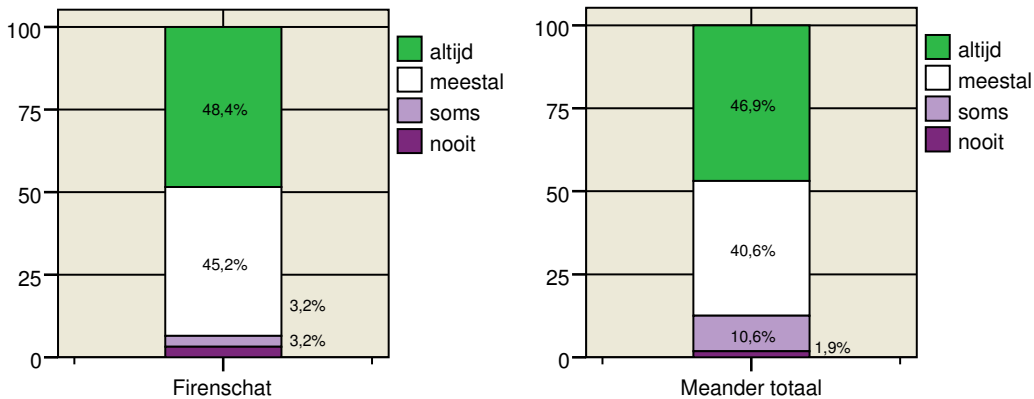 100
75
50
25
0
48,4%
45,2%
3,2%
3,2%
Firenschat
altijd
meestal
soms
nooit
100
75
50
25
0
46,9%
40,6%
10,6%
1,9%
Meander totaal
altijd
meestal
soms
nooit